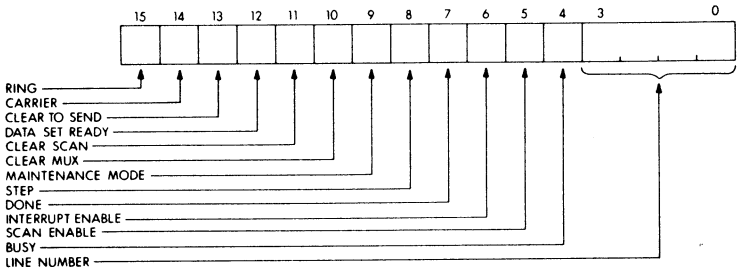 15 14 13 12 11 10 9 8 7 6 5 4 3 0
RING
CARRIER
CLEAR TO SEND
DATA SET READY
CLEAR SCAN
CLEAR MUX
MAINTENANCE MODE
STEP
DONE
INTERRUPT ENABLE
SCAN ENABLE
BUSY
LINE NUMBER